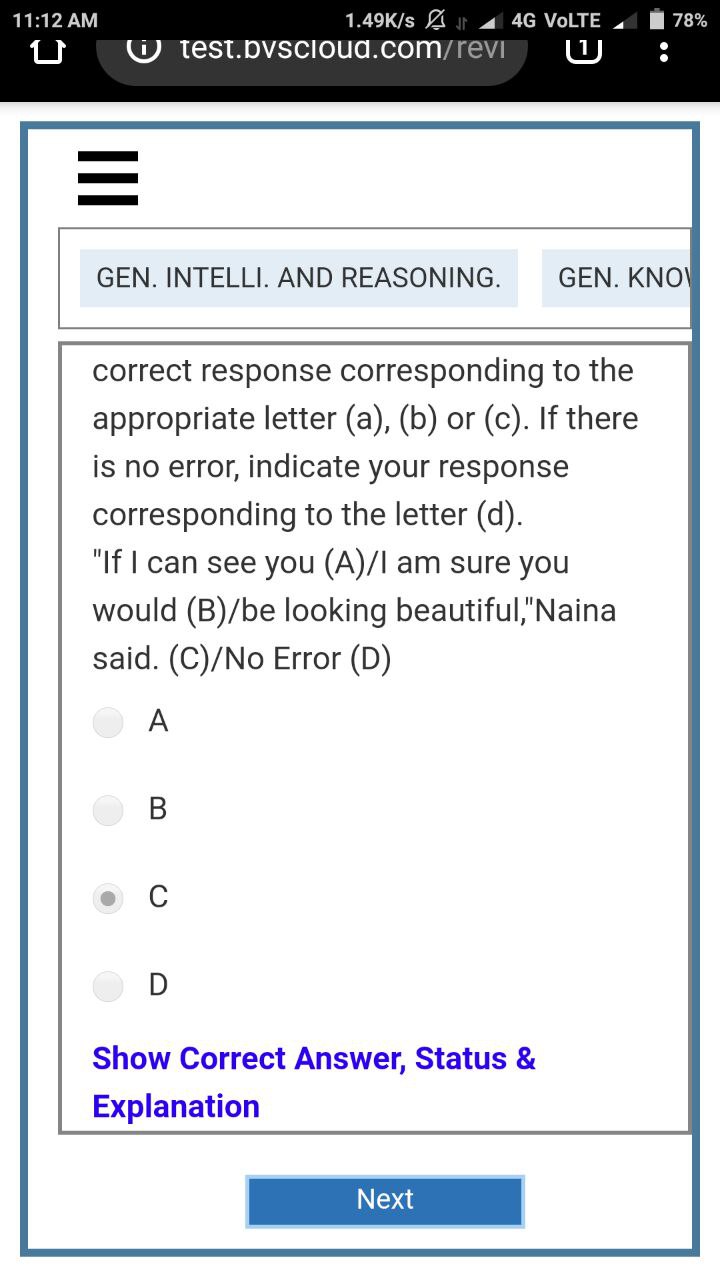 11:12 AM 1.49K/s 4G VoLTE 78%
test.bvscloud.com/revi 1
GEN. INTELLI. AND REASONING. GEN. KNOW
correct response corresponding to the
appropriate letter (a), (b) or (c). If there
is no error, indicate your response
corresponding to the letter (d).
"If I can see you (A)/I am sure you
would (B)/be looking beautiful,"Naina
said. (C)/No Error (D)
A
B
C
D
Show Correct Answer, Status &
Explanation
Next